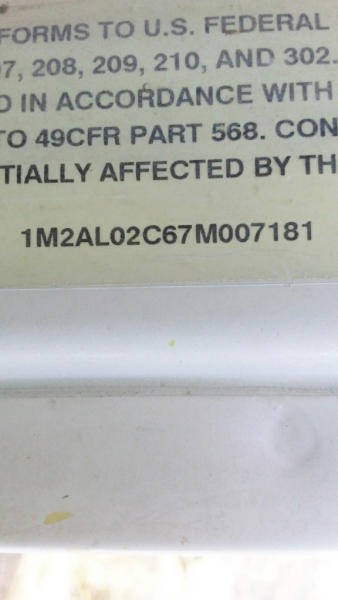 FORMS TO U.S. FEDERAL
7, 208, 209, 210, AND 302.
IN ACCORDANCE WITH
TO 49CFR PART 568. CON
TIALLY AFFECTED BY TH
1M2AL02C67M007181